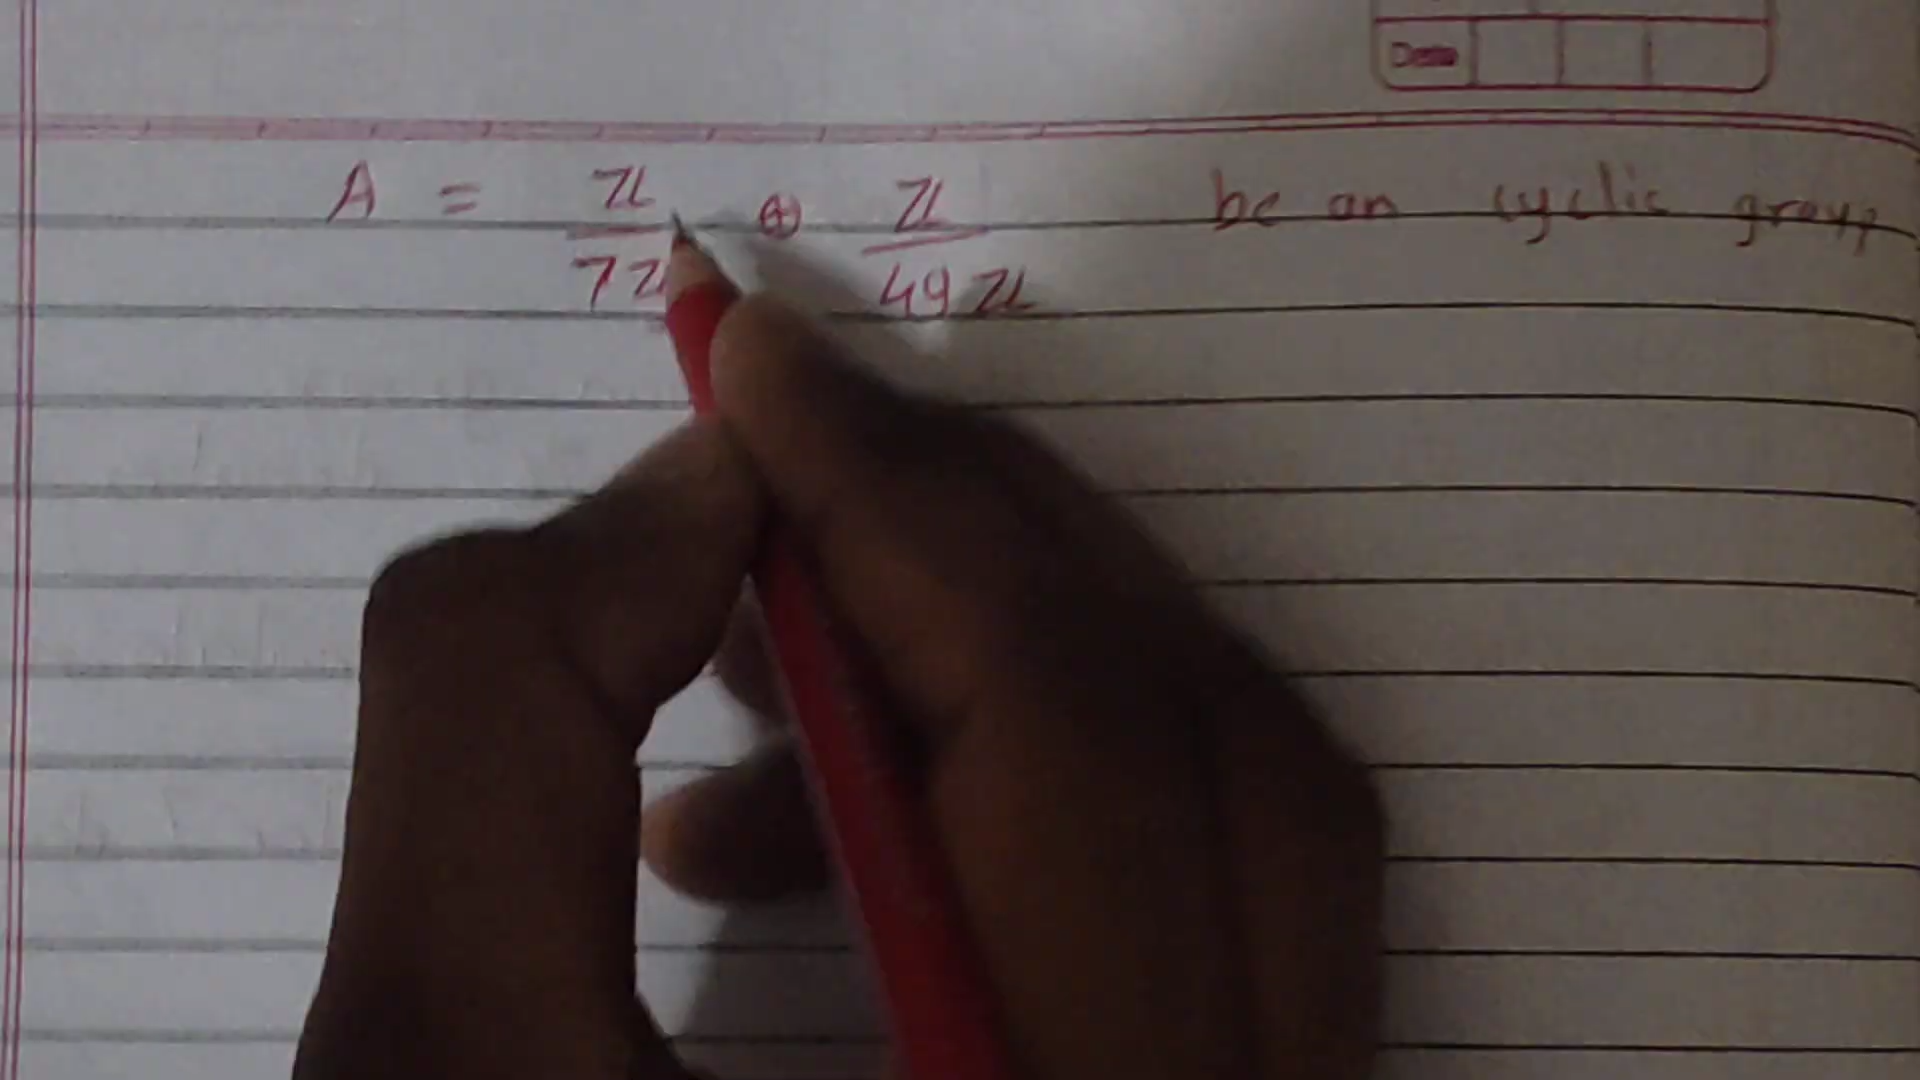 Date
A = ℤ/7ℤ ⊕ ℤ/49ℤ be an cyclic group